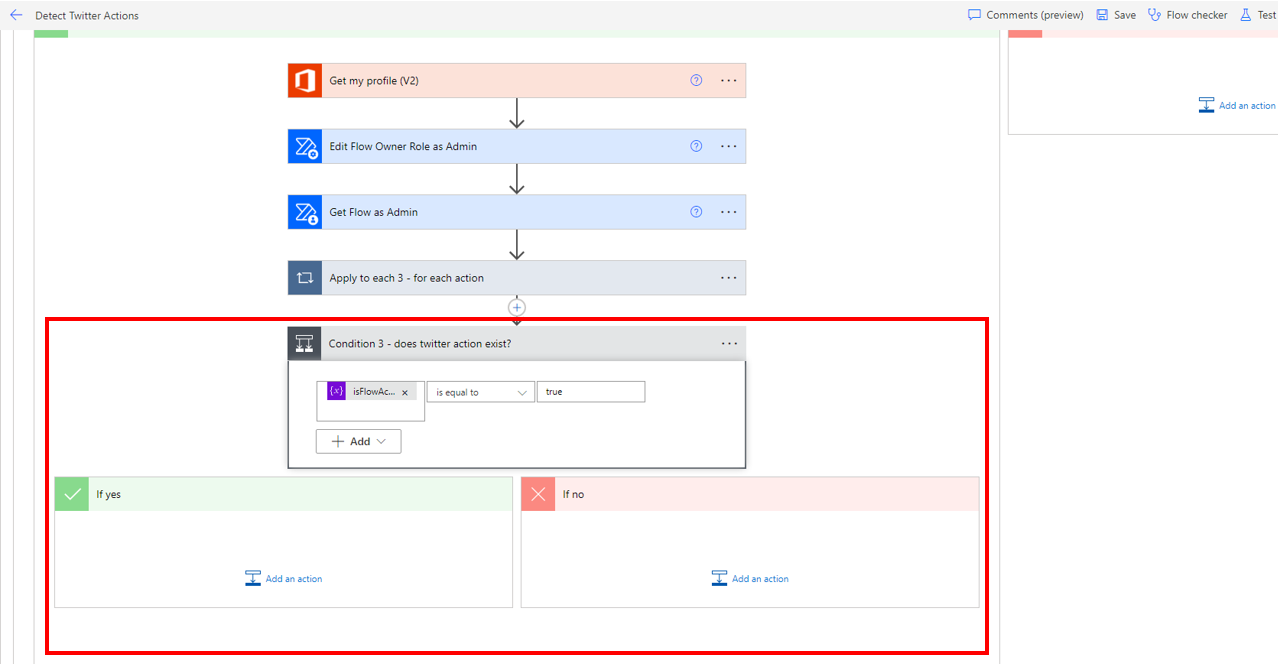 Detect Twitter Actions
Comments (preview)
Save
Flow checker
Test
Get my profile (V2)
Add an action
Edit Flow Owner Role as Admin
Get Flow as Admin
Apply to each 3 - for each action
Condition 3 - does twitter action exist?
{x} isFlowAc... × is equal to true
+ Add
If yes
If no
Add an action
Add an action